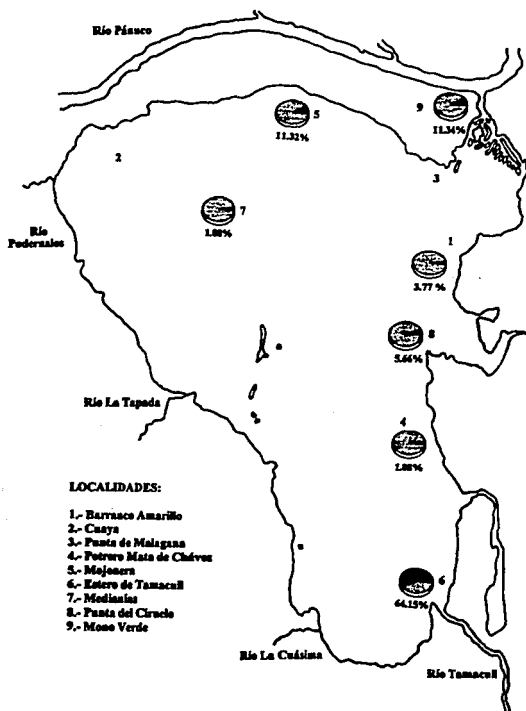 Río Pánuco
5
11.32%
9
11.34%
2
3
7
1.88%
Río
Pedernales
1
3.77 %
8
5.66%
Río La Tapada
4
1.88%
LOCALIDADES:
1.- Barranco Amarillo
2.- Cuaya
3.- Punta de Malagana
4.- Potrero Mata de Chávez
5.- Mojonera
6.- Estero de Tamacuil
7.- Medianías
8.- Punta del Ciruelo
9.- Mono Verde
6
64.15%
Río La Cuásima
Río Tamacuil